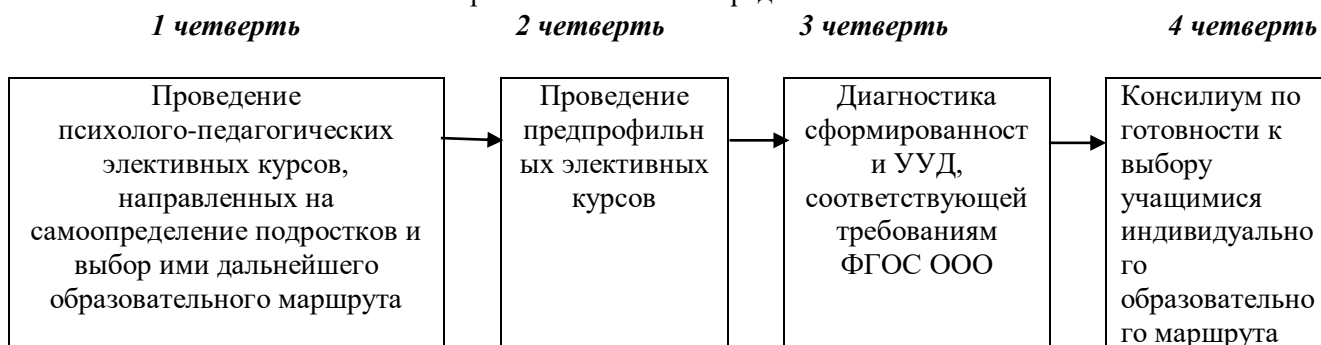 1 четверть
2 четверть
3 четверть
4 четверть
Проведение
психолого-педагогических
элективных курсов,
направленных на
самоопределение подростков и
выбор ими дальнейшего
образовательного маршрута
Проведение
предпрофильн
ых элективных
курсов
Диагностика
сформированност
и УУД,
соответствующей
требованиям
ФГОС ООО
Консилиум по
готовности к
выбору
учащимися
индивидуально
го
образовательно
го маршрута